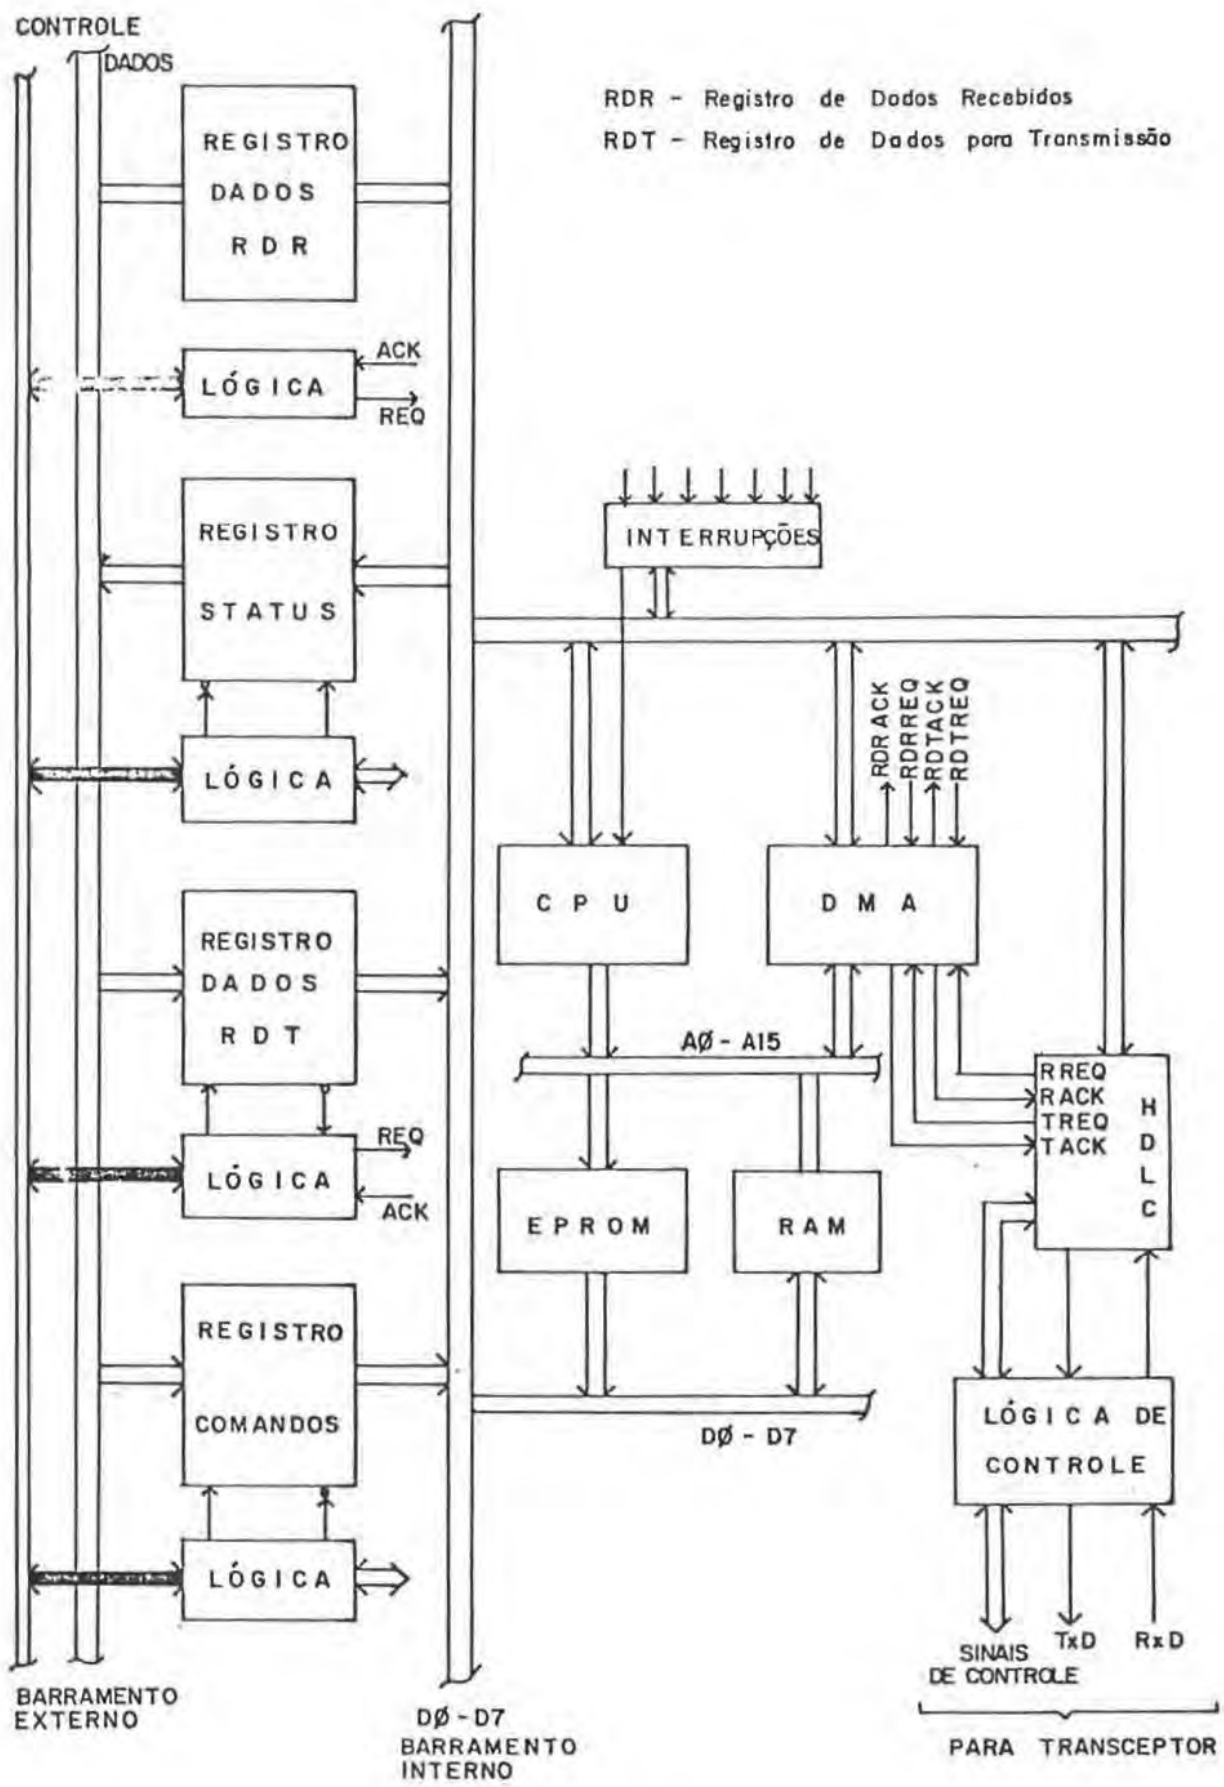 CONTROLE
DADOS
RDR - Registro de Dados Recebidos
RDT - Registro de Dados para Transmissão
REGISTRO
DADOS
RDR
ACK
LÓGICA
REQ
REGISTRO
STATUS
LÓGICA
INTERRUPÇÕES
RDRACK
RDRREQ
RDTACK
RDTREQ
CPU
DMA
REGISTRO
DADOS
RDT
AØ - A15
RREQ
RACK
TREQ
TACK
HDLC
REQ
LÓGICA
ACK
EPROM
RAM
REGISTRO
COMANDOS
DØ - D7
LÓGICA DE
CONTROLE
LÓGICA
SINAIS
DE CONTROLE
TxD
RxD
BARRAMENTO
EXTERNO
DØ - D7
BARRAMENTO
INTERNO
PARA TRANSCEPTOR